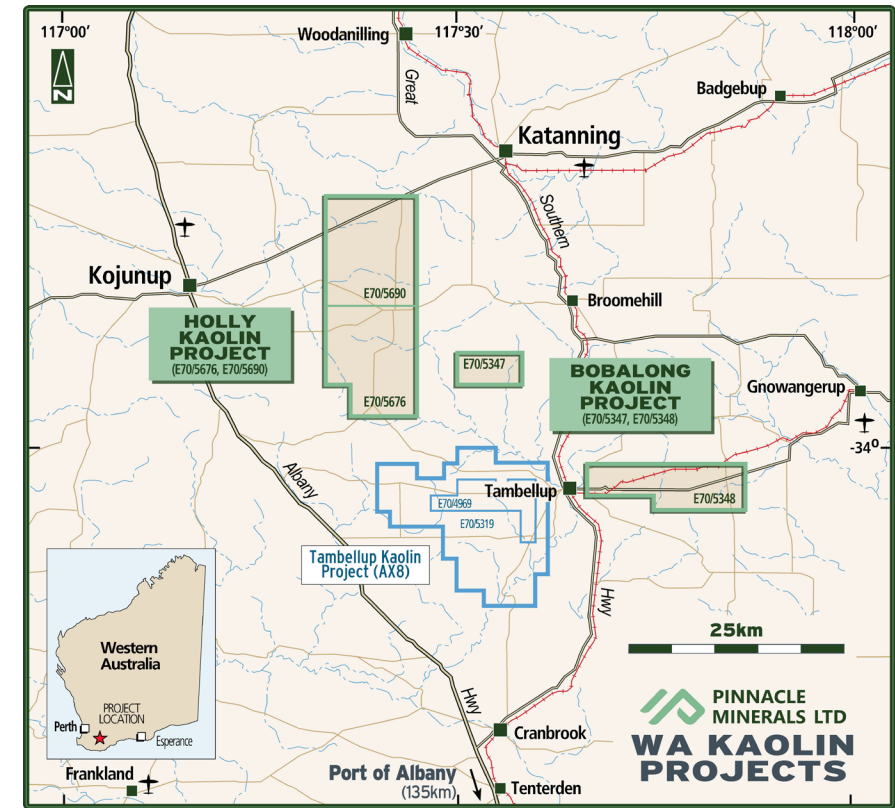 117°00'
117°30'
118°00'
Woodanilling
Great
Badgebup
N
Katanning
Southern
Kojunup
E70/5690
Broomehill
HOLLY
KAOLIN
PROJECT
(E70/5676, E70/5690)
E70/5347
BOBALONG
KAOLIN
PROJECT
(E70/5347, E70/5348)
Gnowangerup
E70/5676
-34°
Albany
Tambellup
E70/4969
E70/5348
E70/5319
Tambellup Kaolin
Project (AX8)
Hwy
25km
Western
Australia
PROJECT
LOCATION
Perth
Esperance
Hwy
PINNACLE
MINERALS LTD
WA KAOLIN
PROJECTS
Cranbrook
Frankland
Port of Albany
(135km)
Tenterden